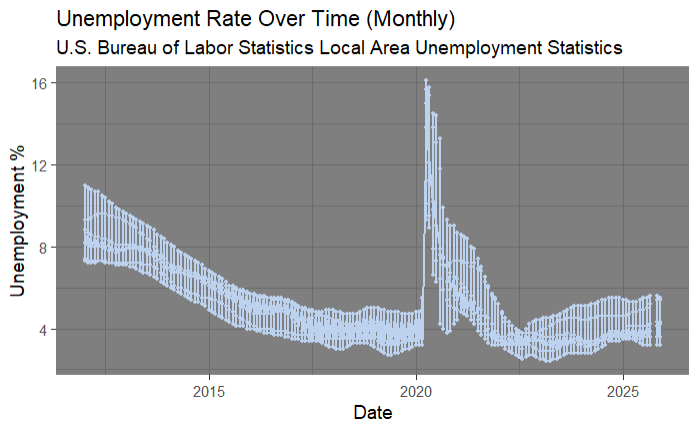 Unemployment Rate Over Time (Monthly)
U.S. Bureau of Labor Statistics Local Area Unemployment Statistics
Unemployment %
16
12
8
4
2015
2020
2025
Date